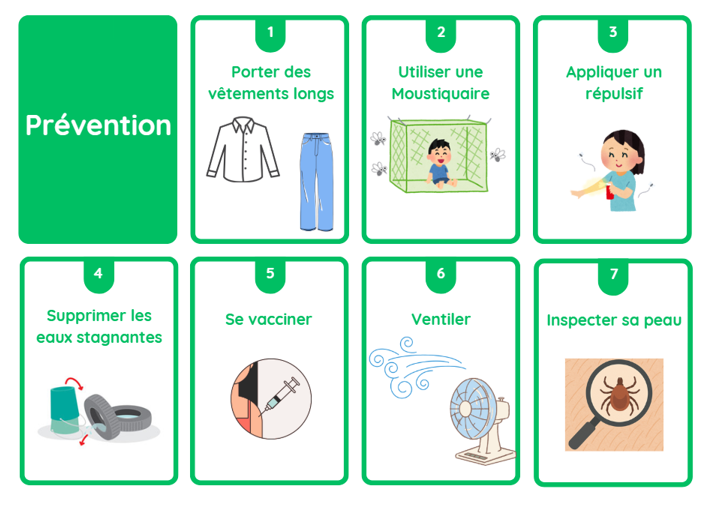 Prévention
1
Porter des
vêtements longs
2
Utiliser une
Moustiquaire
3
Appliquer un
répulsif
4
Supprimer les
eaux stagnantes
5
Se vacciner
6
Ventiler
7
Inspecter sa peau